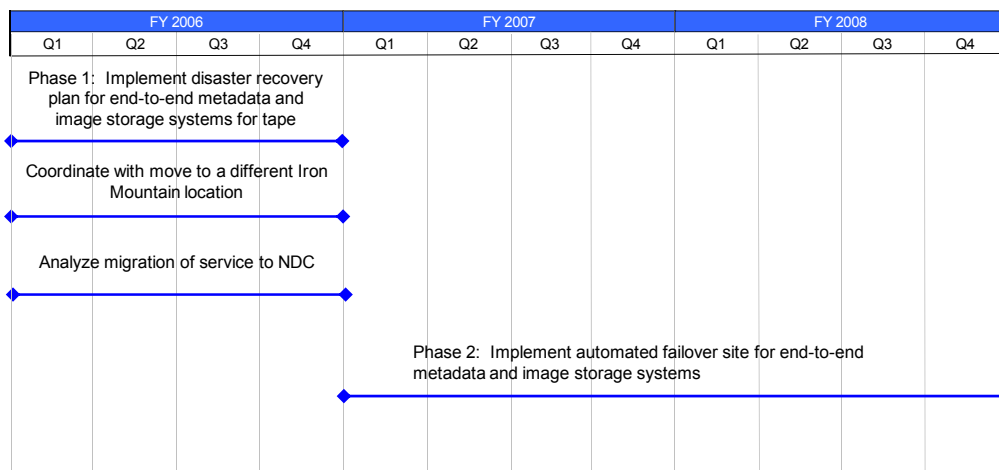 FY 2006 FY 2007 FY 2008
Q1 Q2 Q3 Q4 Q1 Q2 Q3 Q4 Q1 Q2 Q3 Q4
Phase 1: Implement disaster recovery
plan for end-to-end metadata and
image storage systems for tape
Coordinate with move to a different Iron
Mountain location
Analyze migration of service to NDC
Phase 2: Implement automated failover site for end-to-end
metadata and image storage systems